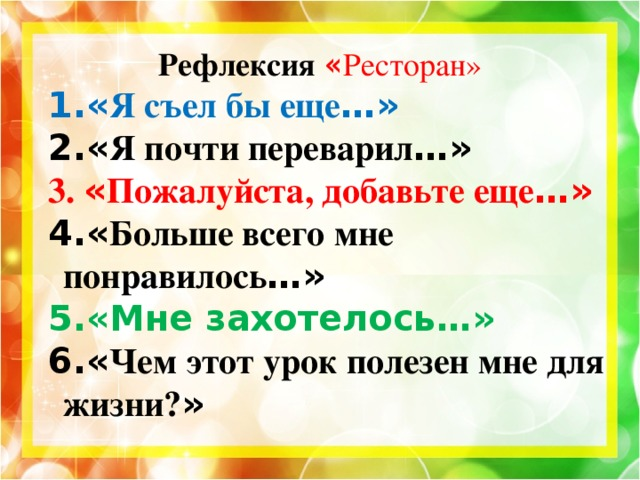 Рефлексия «Ресторан»
1.«Я съел бы еще…»
2.«Я почти переварил…»
3. «Пожалуйста, добавьте еще…»
4.«Больше всего мне
понравилось…»
5.«Мне захотелось…»
6.«Чем этот урок полезен мне для
жизни?»